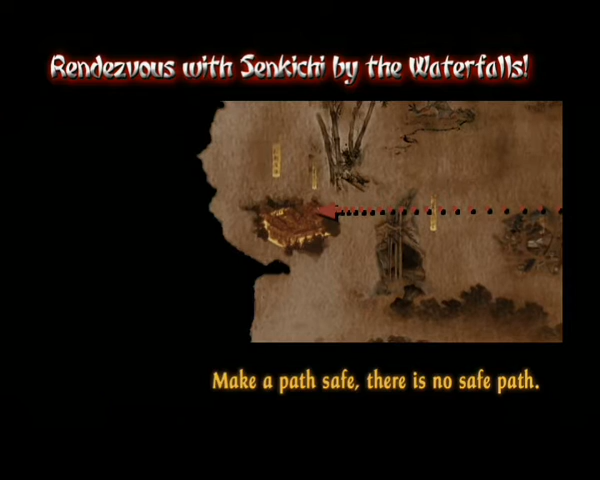 Rendezvous with Senkichi by the Waterfalls!
Make a path safe, there is no safe path.